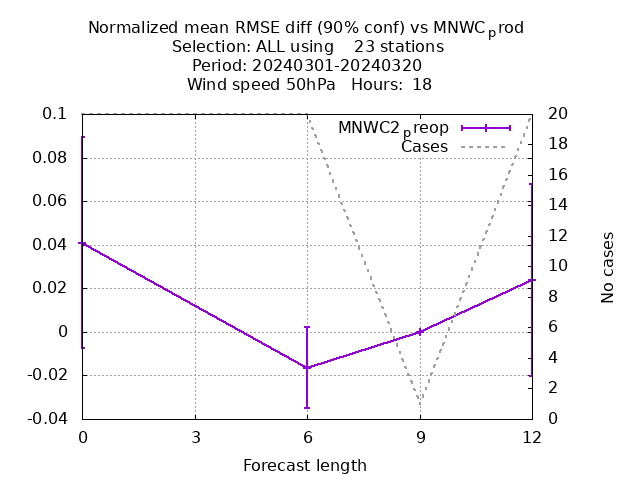 Normalized mean RMSE diff (90% conf) vs MNWC_prod
Selection: ALL using    23 stations
Period: 20240301-20240320
Wind speed 50hPa   Hours: 18
0.1
0.08
0.06
0.04
0.02
0
-0.02
-0.04
MNWC2_preop
Cases
20
18
16
14
12
10
8
6
4
2
0
No cases
0 3 6 9 12
Forecast length